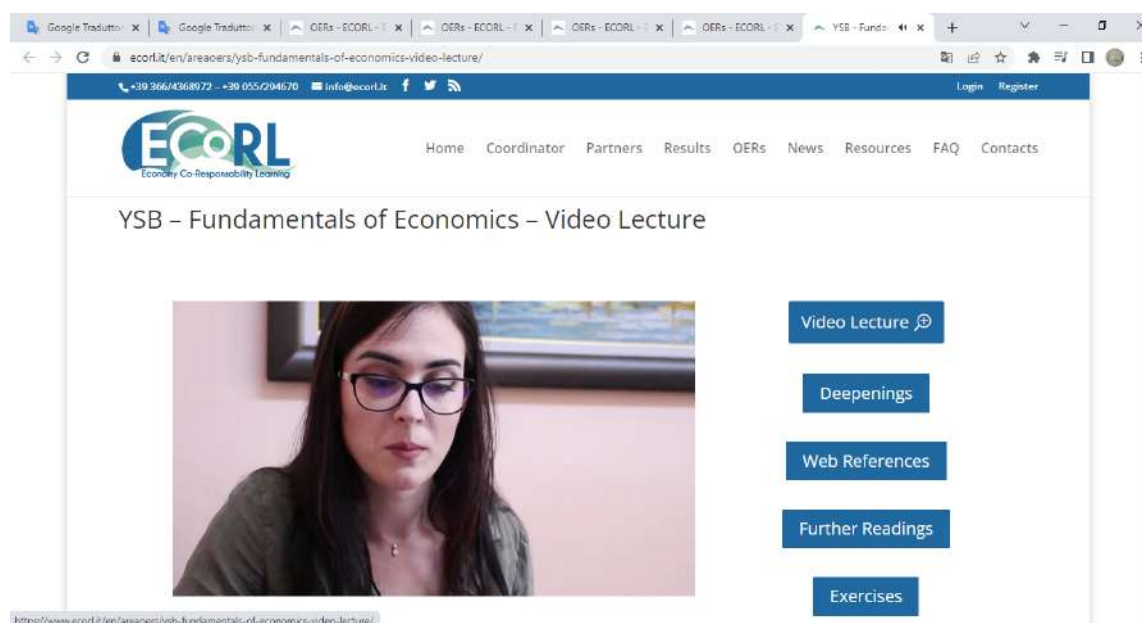 Google Tradutto
Google Tradutto
OERs - ECORL -
OERs - ECORL -
OERs - ECORL -
OERs - ECORL -
YSB - Funda
ecorl.it/en/areaoers/ysb-fundamentals-of-economics-video-lecture/
+39 366/4368972 – +39 055/294670 info@ecorl.it
Login Register
ECoRL
Economy Co-Responsability Learning
Home Coordinator Partners Results OERs News Resources FAQ Contacts
YSB – Fundamentals of Economics – Video Lecture
Video Lecture
Deepenings
Web References
Further Readings
Exercises
https://www.ecorl.it/en/areaoers/ysb-fundamentals-of-economics-video-lecture/